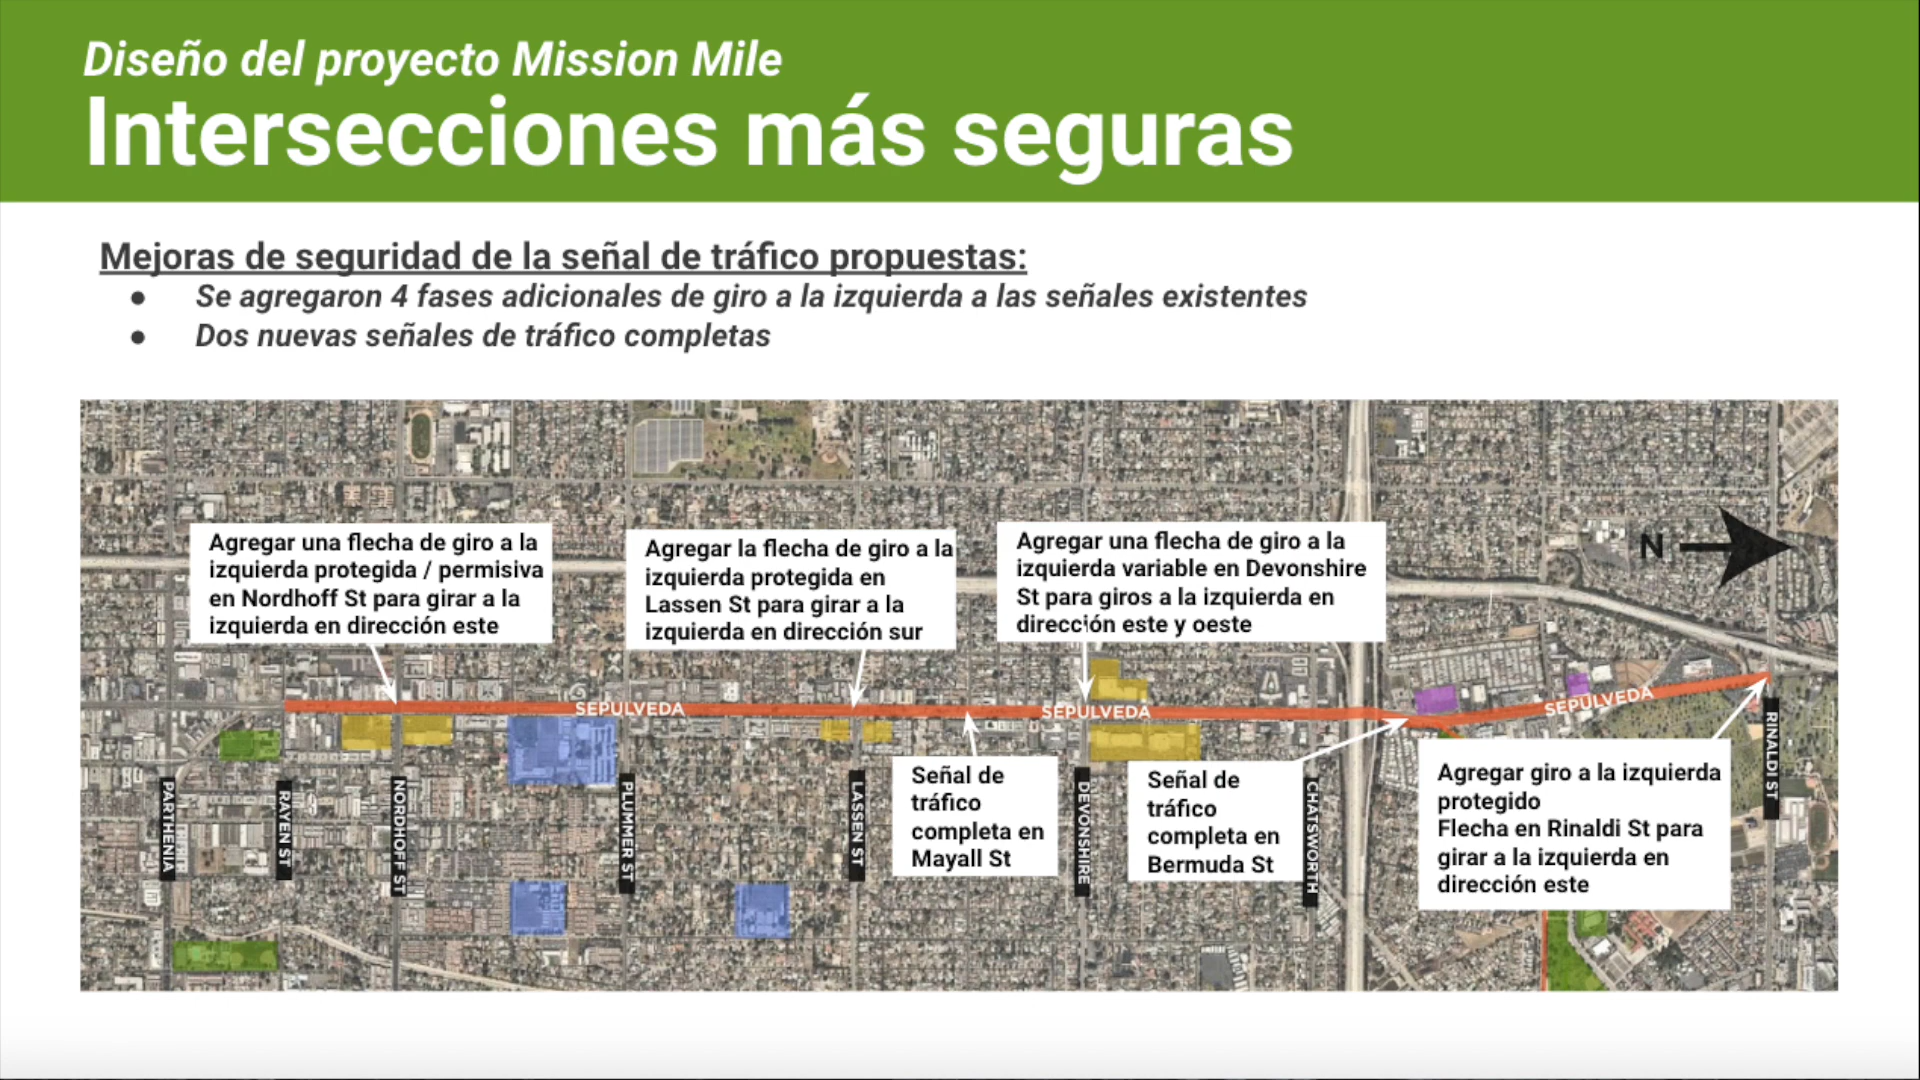 Diseño del proyecto Mission Mile
Intersecciones más seguras
Mejoras de seguridad de la señal de tráfico propuestas:
● Se agregaron 4 fases adicionales de giro a la izquierda a las señales existentes
● Dos nuevas señales de tráfico completas
Agregar una flecha de giro a la
izquierda protegida / permisiva
en Nordhoff St para girar a la
izquierda en dirección este
Agregar la flecha de giro a la
izquierda protegida en
Lassen St para girar a la
izquierda en dirección sur
Agregar una flecha de giro a la
izquierda variable en Devonshire
St para giros a la izquierda en
dirección este y oeste
N
SEPULVEDA
SEPULVEDA
SEPULVEDA
PARTHENIA
RAYEN ST
NORDHOFF ST
PLUMMER ST
LASSEN ST
Señal de
tráfico
completa en
Mayall St
DEVONSHIRE
Señal de
tráfico
completa en
Bermuda St
CHATSWORTH
Agregar giro a la izquierda
protegido
Flecha en Rinaldi St para
girar a la izquierda en
dirección este
RINALDI ST